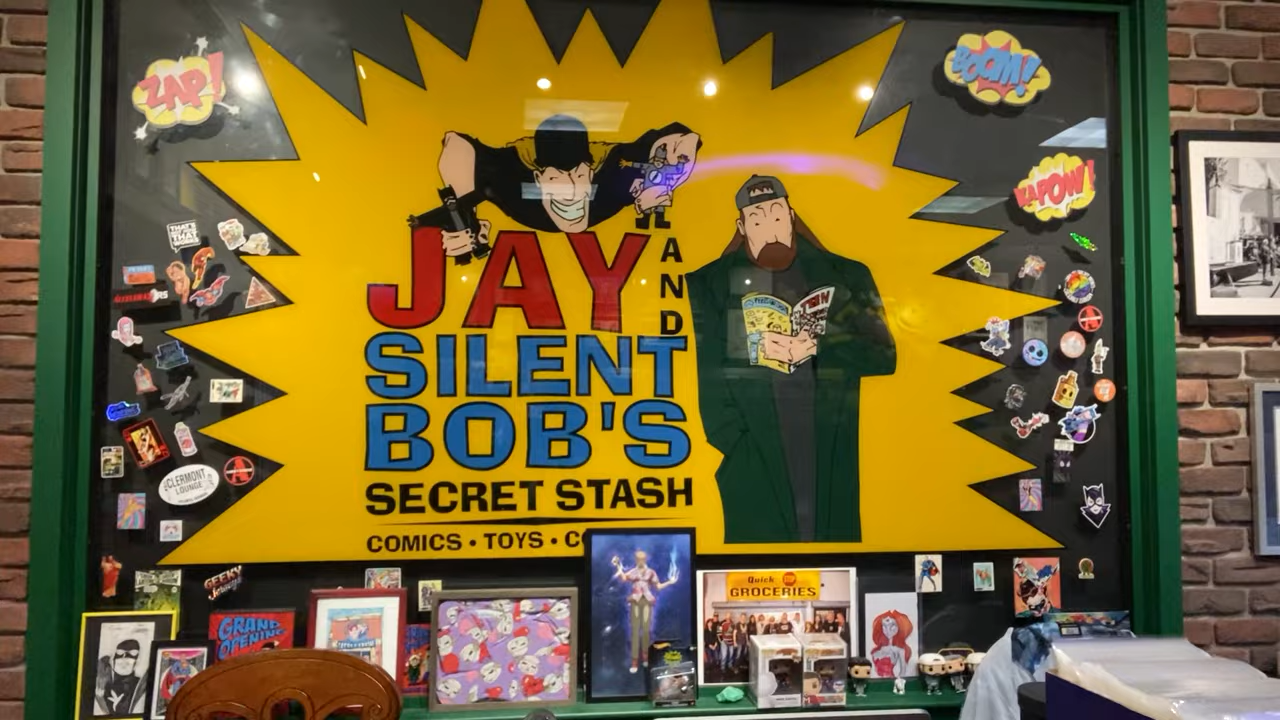 ZAP!
BOOM!
KAPOW!
JAY
AND
SILENT
BOB'S
SECRET STASH
COMICS • TOYS • C
CLERMONT
LOUNGE
GEEKY
GRAND
OPENING
Quick STOP
GROCERIES